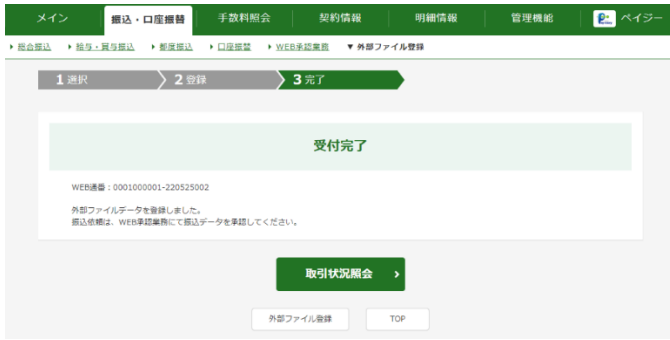 メイン 振込・口座振替 手数料照会 契約情報 明細情報 管理機能 ペイジー
総合振込 給与・賞与振込 都度振込 口座振替 WEB承認業務 ▼ 外部ファイル登録
1 選択 2 登録 3 完了
受付完了
WEB通番：0001000001-220525002
外部ファイルデータを登録しました。
振込依頼は、WEB承認業務にて振込データを承認してください。
取引状況照会
外部ファイル登録 TOP